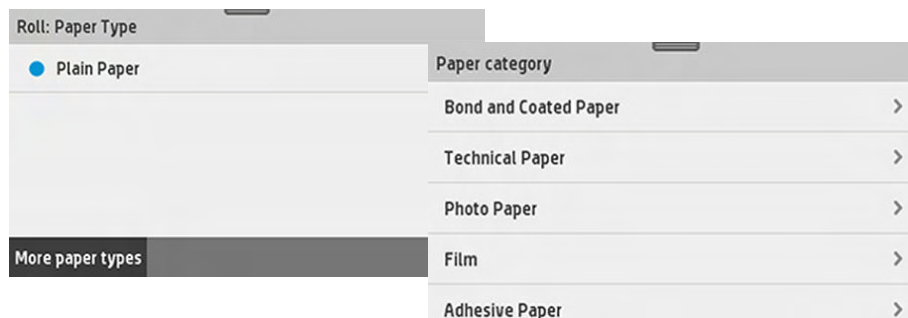 Roll: Paper Type
Plain Paper
More paper types
Paper category
Bond and Coated Paper
Technical Paper
Photo Paper
Film
Adhesive Paper